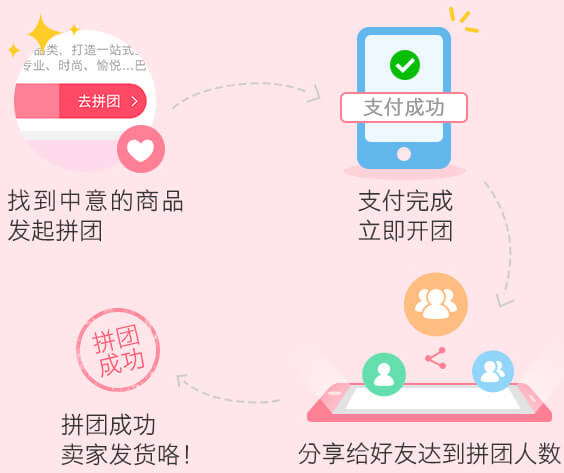 品类，打造一站式
专业、时尚、愉悦...巴
去拼团
支付成功
找到中意的商品
发起拼团
支付完成
立即开团
拼团
成功
拼团成功
卖家发货咯！
分享给好友达到拼团人数